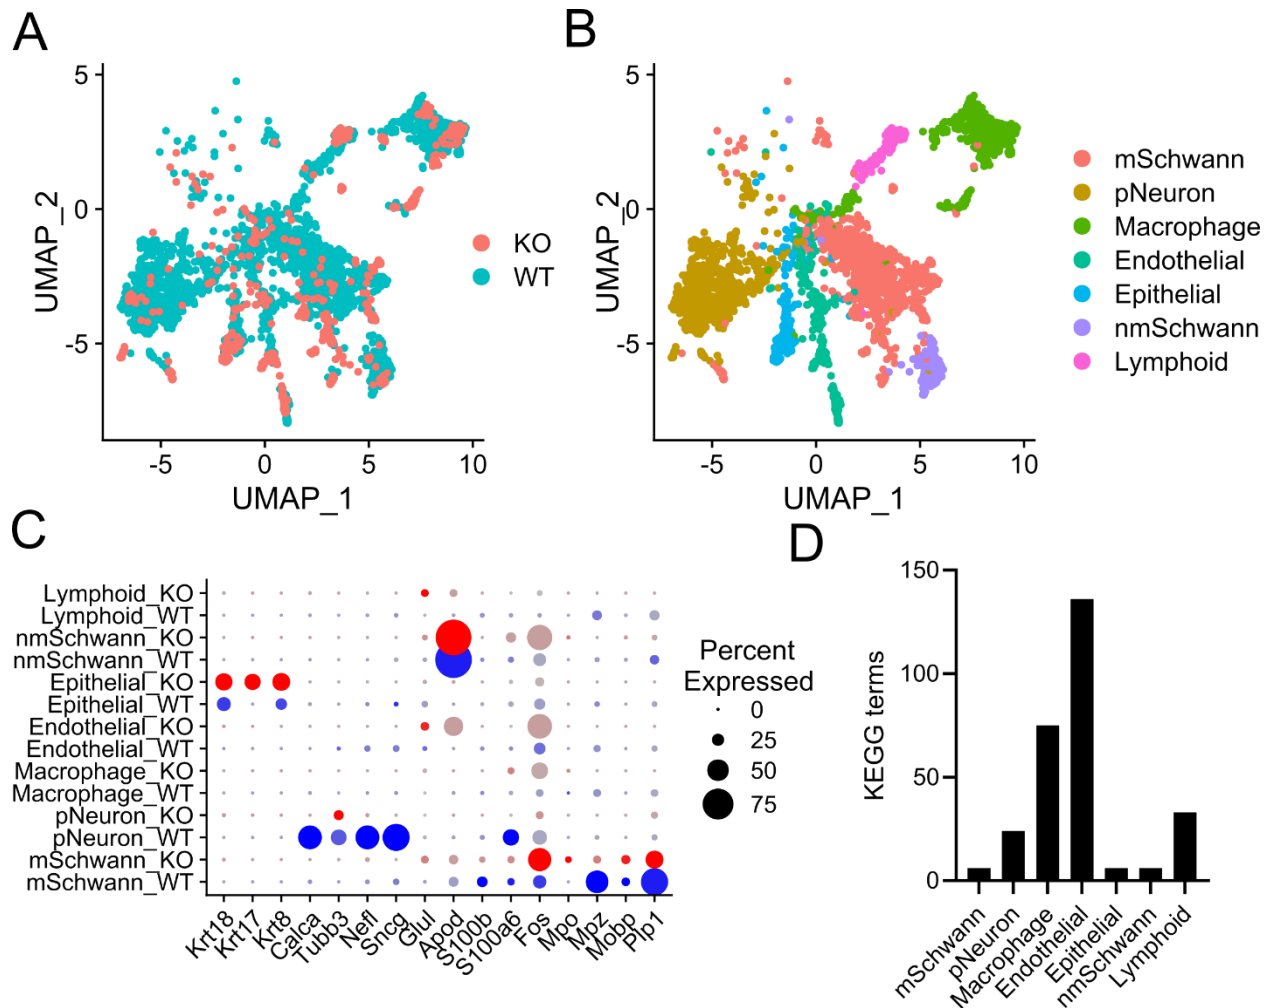 A
5
0
-5
UMAP_2
-5
0
5
10
UMAP_1
KO
WT
B
5
0
-5
UMAP_2
-5
0
5
10
UMAP_1
mSchwann
pNeuron
Macrophage
Endothelial
Epithelial
nmSchwann
Lymphoid
C
Lymphoid_KO
Lymphoid_WT
nmSchwann_KO
nmSchwann_WT
Epithelial_KO
Epithelial_WT
Endothelial_KO
Endothelial_WT
Macrophage_KO
Macrophage_WT
pNeuron_KO
pNeuron_WT
mSchwann_KO
mSchwann_WT
Krt18
Krt17
Krt8
Calca
Tubb3
Nefl
Sncg
Glul
Apod
S100b
S100a6
Fos
Mpo
Mpz
Mobp
Plp1
Percent
Expressed
0
25
50
75
D
150
100
50
0
KEGG terms
mSchwann
pNeuron
Macrophage
Endothelial
Epithelial
nmSchwann
Lymphoid